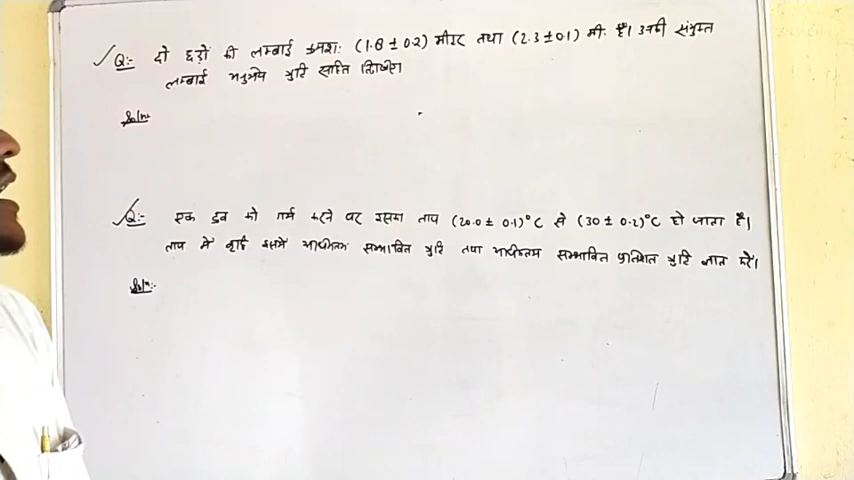 Q:- दो छड़ों की लम्बाई क्रमश: (1.8 ± 0.2) मीटर तथा (2.3 ± 0.1) मी. है। उनकी संयुक्त
लम्बाई त्रुटि सहित लिखिए।
Soln:-
Q:- एक द्रव को गर्म करने पर उसका ताप (20.0 ± 0.1)°C से (30 ± 0.2)°C हो जाता है।
ताप में वृद्धि इसमें अधिकतम सम्भावित त्रुटि तथा अधिकतम सम्भावित प्रतिशत त्रुटि ज्ञात करें।
Soln:-